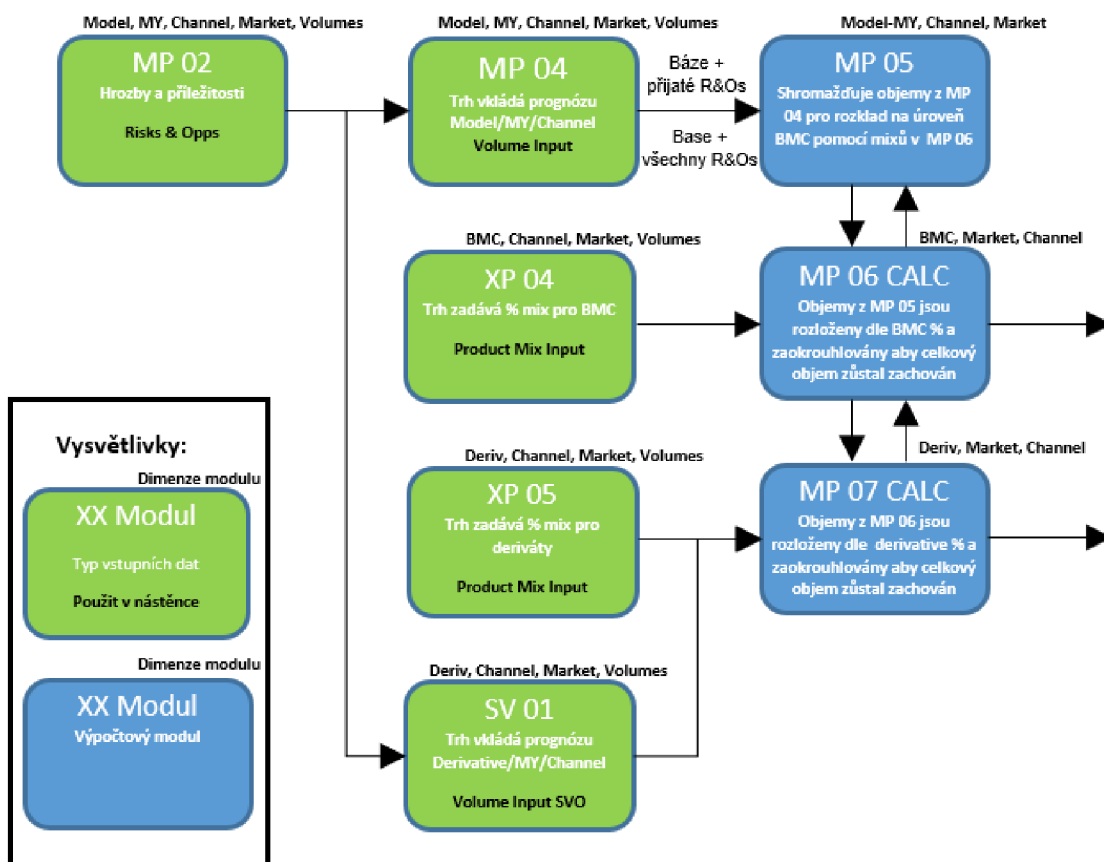 Model, MY, Channel, Market, Volumes
MP 02
Hrozby a příležitosti
Risks & Opps
Model, MY, Channel, Market, Volumes
MP 04
Trh vkládá prognózu
Model/MY/Channel
Volume Input
Báze +
přijaté R&Os
Base +
všechny R&Os
Model-MY, Channel, Market
MP 05
Shromažďuje objemy z MP
04 pro rozklad na úroveň
BMC pomocí mixů v MP 06
BMC, Channel, Market, Volumes
XP 04
Trh zadává % mix pro BMC
Product Mix Input
BMC, Market, Channel
MP 06 CALC
Objemy z MP 05 jsou
rozloženy dle BMC % a
zaokrouhlovány aby celkový
objem zůstal zachován
Deriv, Channel, Market, Volumes
XP 05
Trh zadává % mix pro
deriváty
Product Mix Input
Deriv, Market, Channel
MP 07 CALC
Objemy z MP 06 jsou
rozloženy dle derivative % a
zaokrouhlovány aby celkový
objem zůstal zachován
Deriv, Channel, Market, Volumes
SV 01
Trh vkládá prognózu
Derivative/MY/Channel
Volume Input SVO
Vysvětlivky:
Dimenze modulu
XX Modul
Typ vstupních dat
Použit v nástěnce
Dimenze modulu
XX Modul
Výpočtový modul